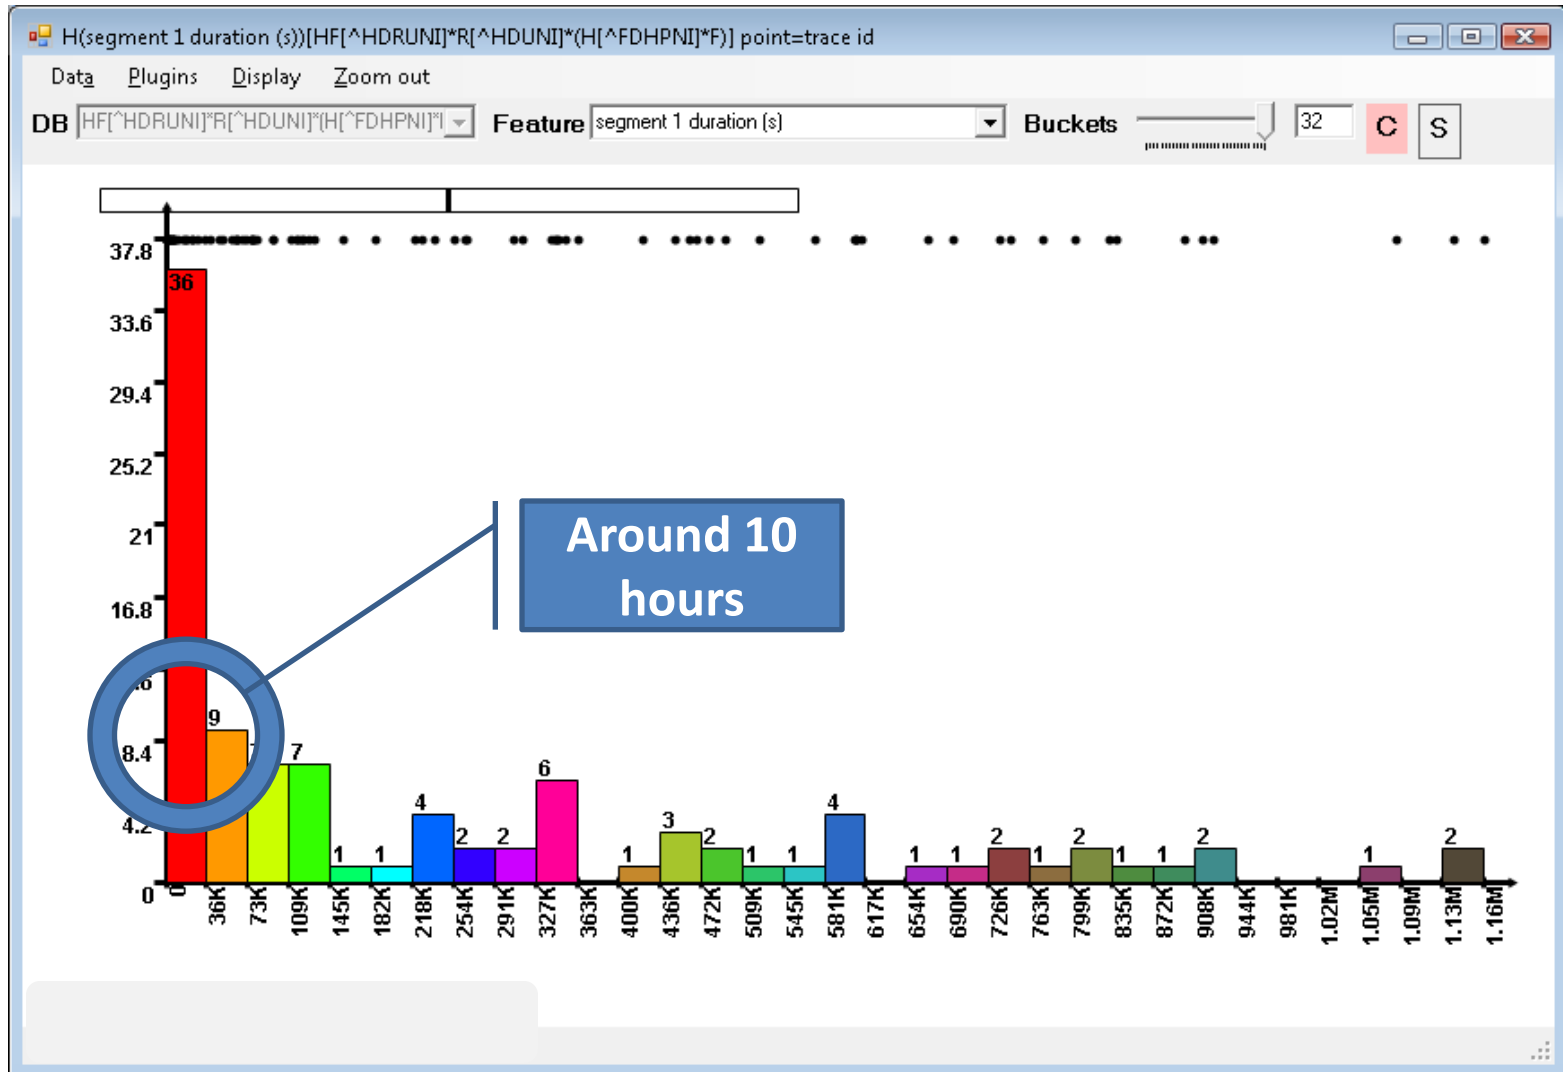 H(segment 1 duration (s))[HF[^HDRUNI]*R[^HDUNI]*(H[^FDHPNI]*F)] point=trace id
Data Plugins Display Zoom out
DB HF[^HDRUNI]*R[^HDUNI]*(H[^FDHPNI]*I Feature segment 1 duration (s) Buckets 32 C S
37.8
36
33.6
29.4
25.2
21
16.8
8.4
4.2
0
Around 10
hours
9 7 1 1 4 2 2 6 1 3 2 1 1 4 1 1 2 1 2 1 1 2 1 2
0 36K 73K 109K 145K 182K 218K 254K 291K 327K 363K 400K 436K 472K 509K 545K 581K 617K 654K 690K 726K 763K 799K 835K 872K 908K 944K 981K 1.02M 1.05M 1.09M 1.13M 1.16M